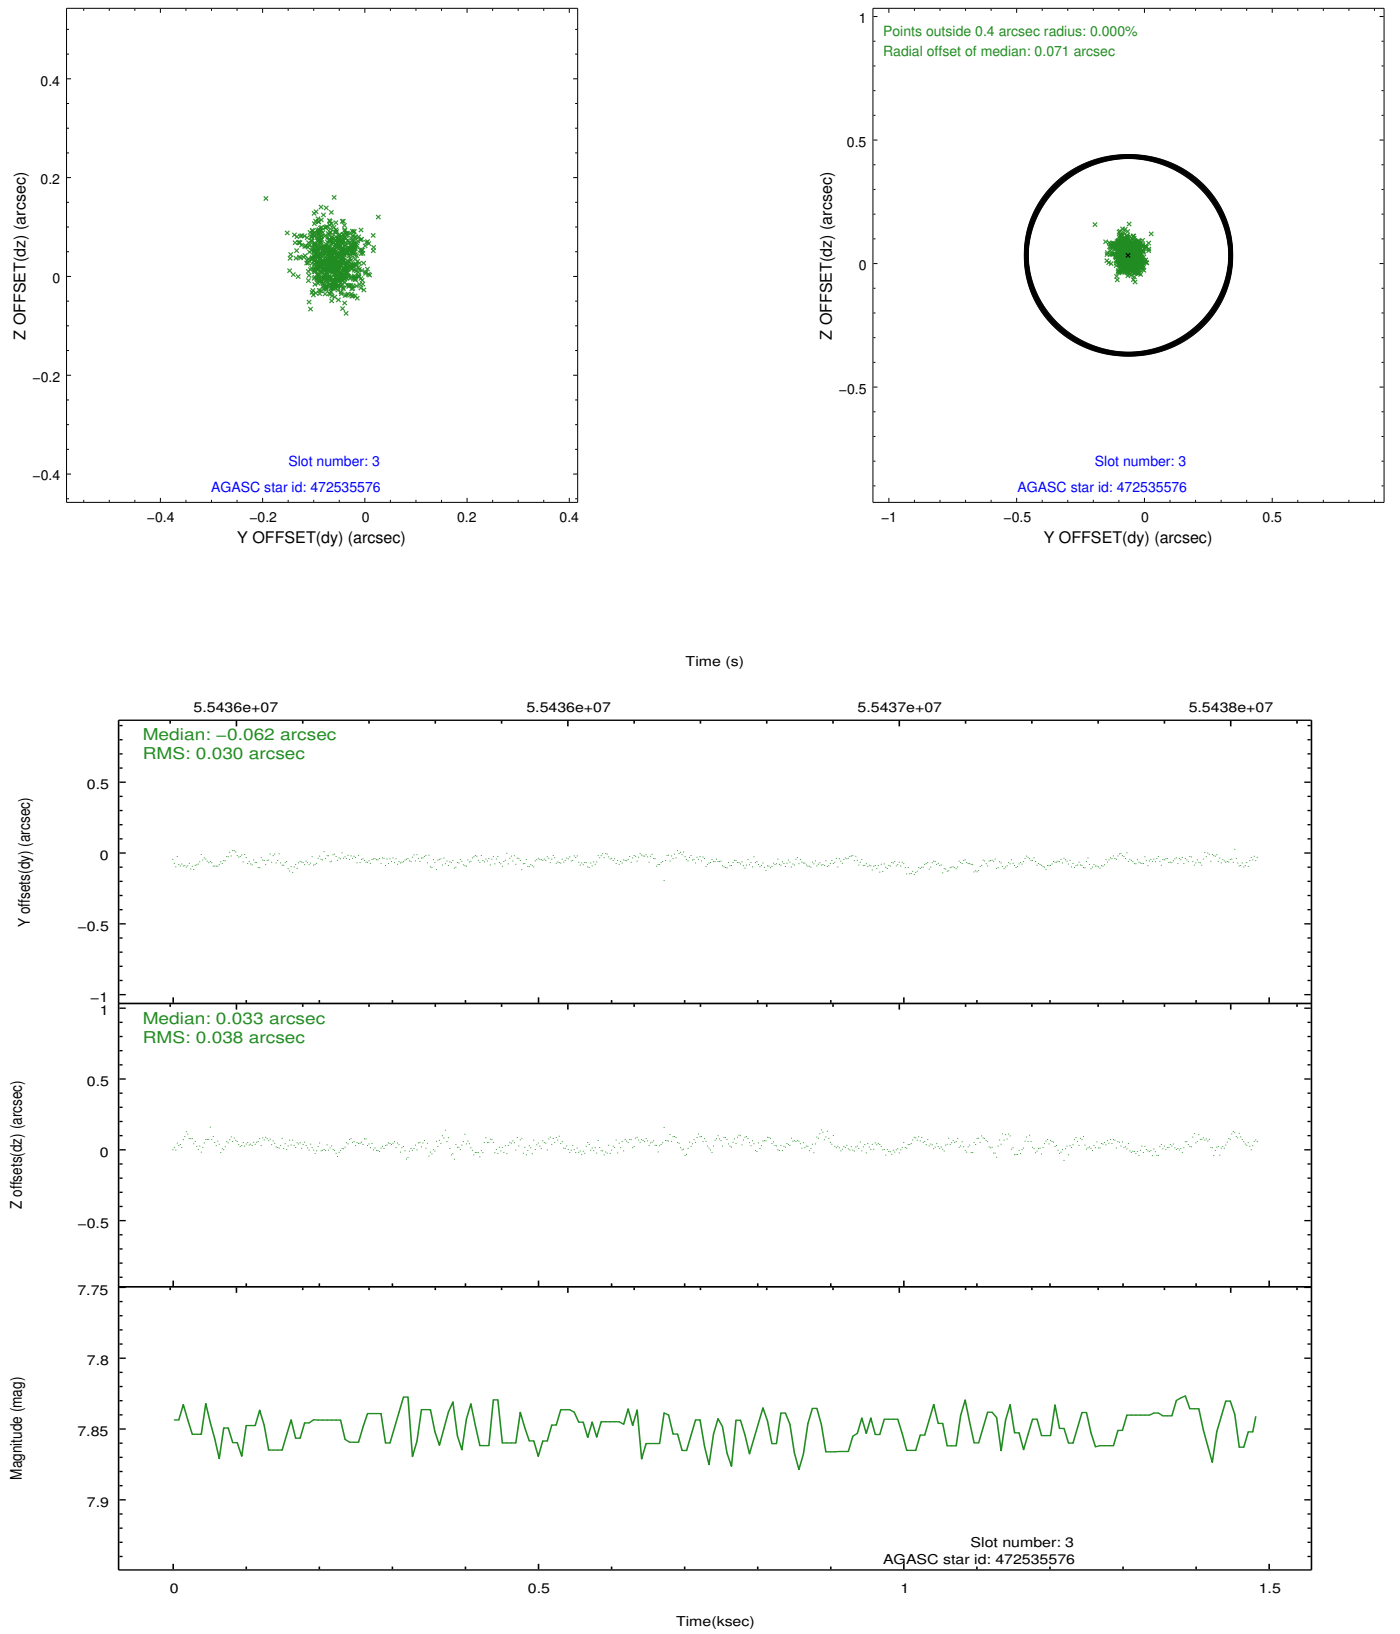 0.4
0.2
0
−0.2
−0.4
Z OFFSET(dz) (arcsec)
Slot number: 3
AGASC star id: 472535576
−0.4
−0.2
0
0.2
0.4
Y OFFSET(dy) (arcsec)
Points outside 0.4 arcsec radius: 0.000%
Radial offset of median: 0.071 arcsec
1
0.5
0
−0.5
Z OFFSET(dz) (arcsec)
Slot number: 3
AGASC star id: 472535576
−1
−0.5
0
0.5
Y OFFSET(dy) (arcsec)
Time (s)
5.5436e+07
5.5436e+07
5.5437e+07
5.5438e+07
Median: −0.062 arcsec
RMS: 0.030 arcsec
0.5
0
−0.5
−1
Y offsets(dy) (arcsec)
Median: 0.033 arcsec
RMS: 0.038 arcsec
1
0.5
0
−0.5
Z offsets(dz) (arcsec)
7.75
7.8
7.85
7.9
Magnitude (mag)
Slot number: 3
AGASC star id: 472535576
0
0.5
1
1.5
Time(ksec)